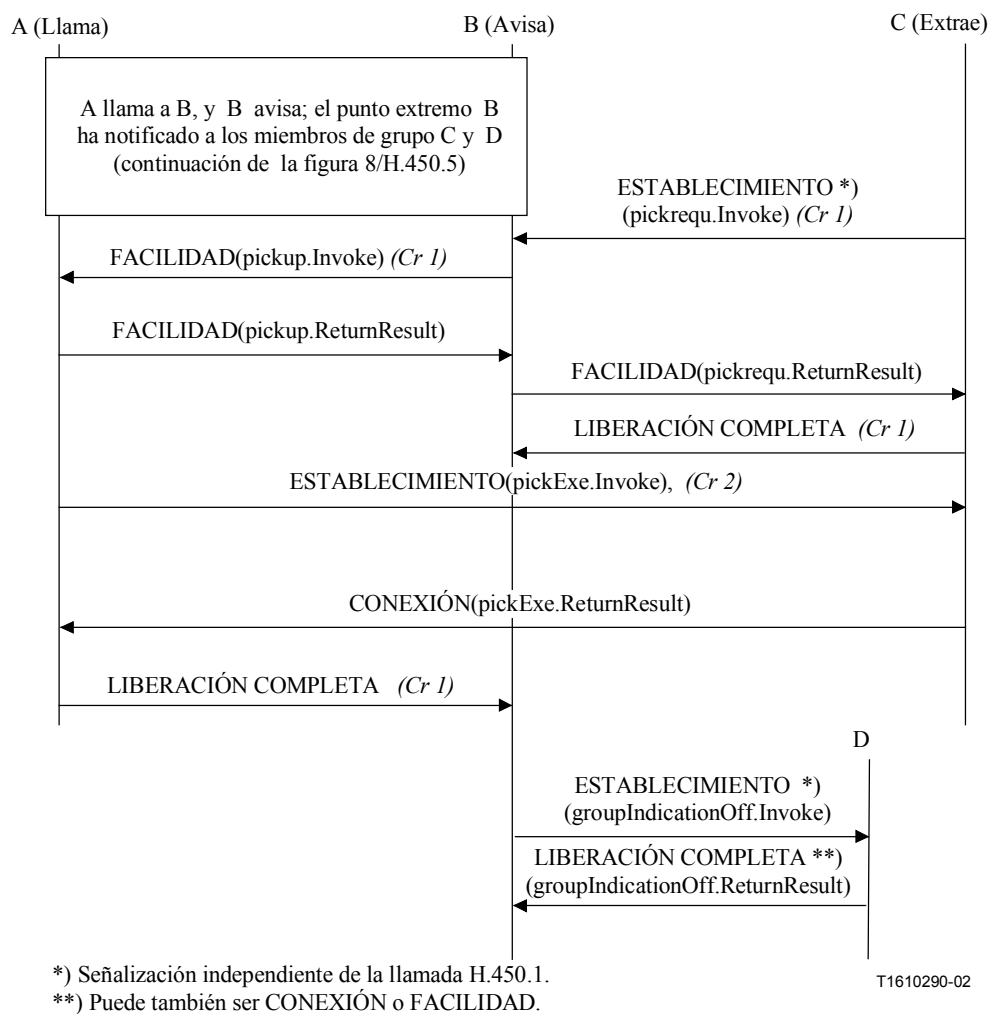 A (Llama)
B (Avisa)
C (Extrae)
A llama a B, y B avisa; el punto extremo B
ha notificado a los miembros de grupo C y D
(continuación de la figura 8/H.450.5)
ESTABLECIMIENTO *)
(pickrequ.Invoke) (Cr 1)
FACILIDAD(pickup.Invoke) (Cr 1)
FACILIDAD(pickup.ReturnResult)
FACILIDAD(pickrequ.ReturnResult)
LIBERACIÓN COMPLETA (Cr 1)
ESTABLECIMIENTO(pickExe.Invoke), (Cr 2)
CONEXIÓN(pickExe.ReturnResult)
LIBERACIÓN COMPLETA (Cr 1)
D
ESTABLECIMIENTO *)
(groupIndicationOff.Invoke)
LIBERACIÓN COMPLETA **)
(groupIndicationOff.ReturnResult)
*) Señalización independiente de la llamada H.450.1.
T1610290-02
**) Puede también ser CONEXIÓN o FACILIDAD.